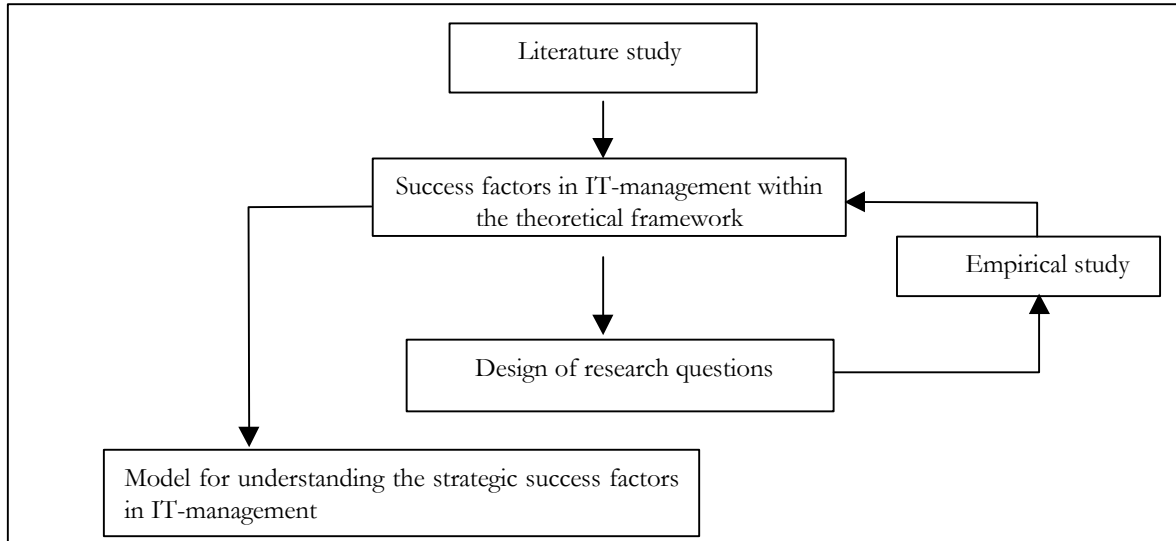 Literature study
Success factors in IT-management within
the theoretical framework
Empirical study
Design of research questions
Model for understanding the strategic success factors
in IT-management